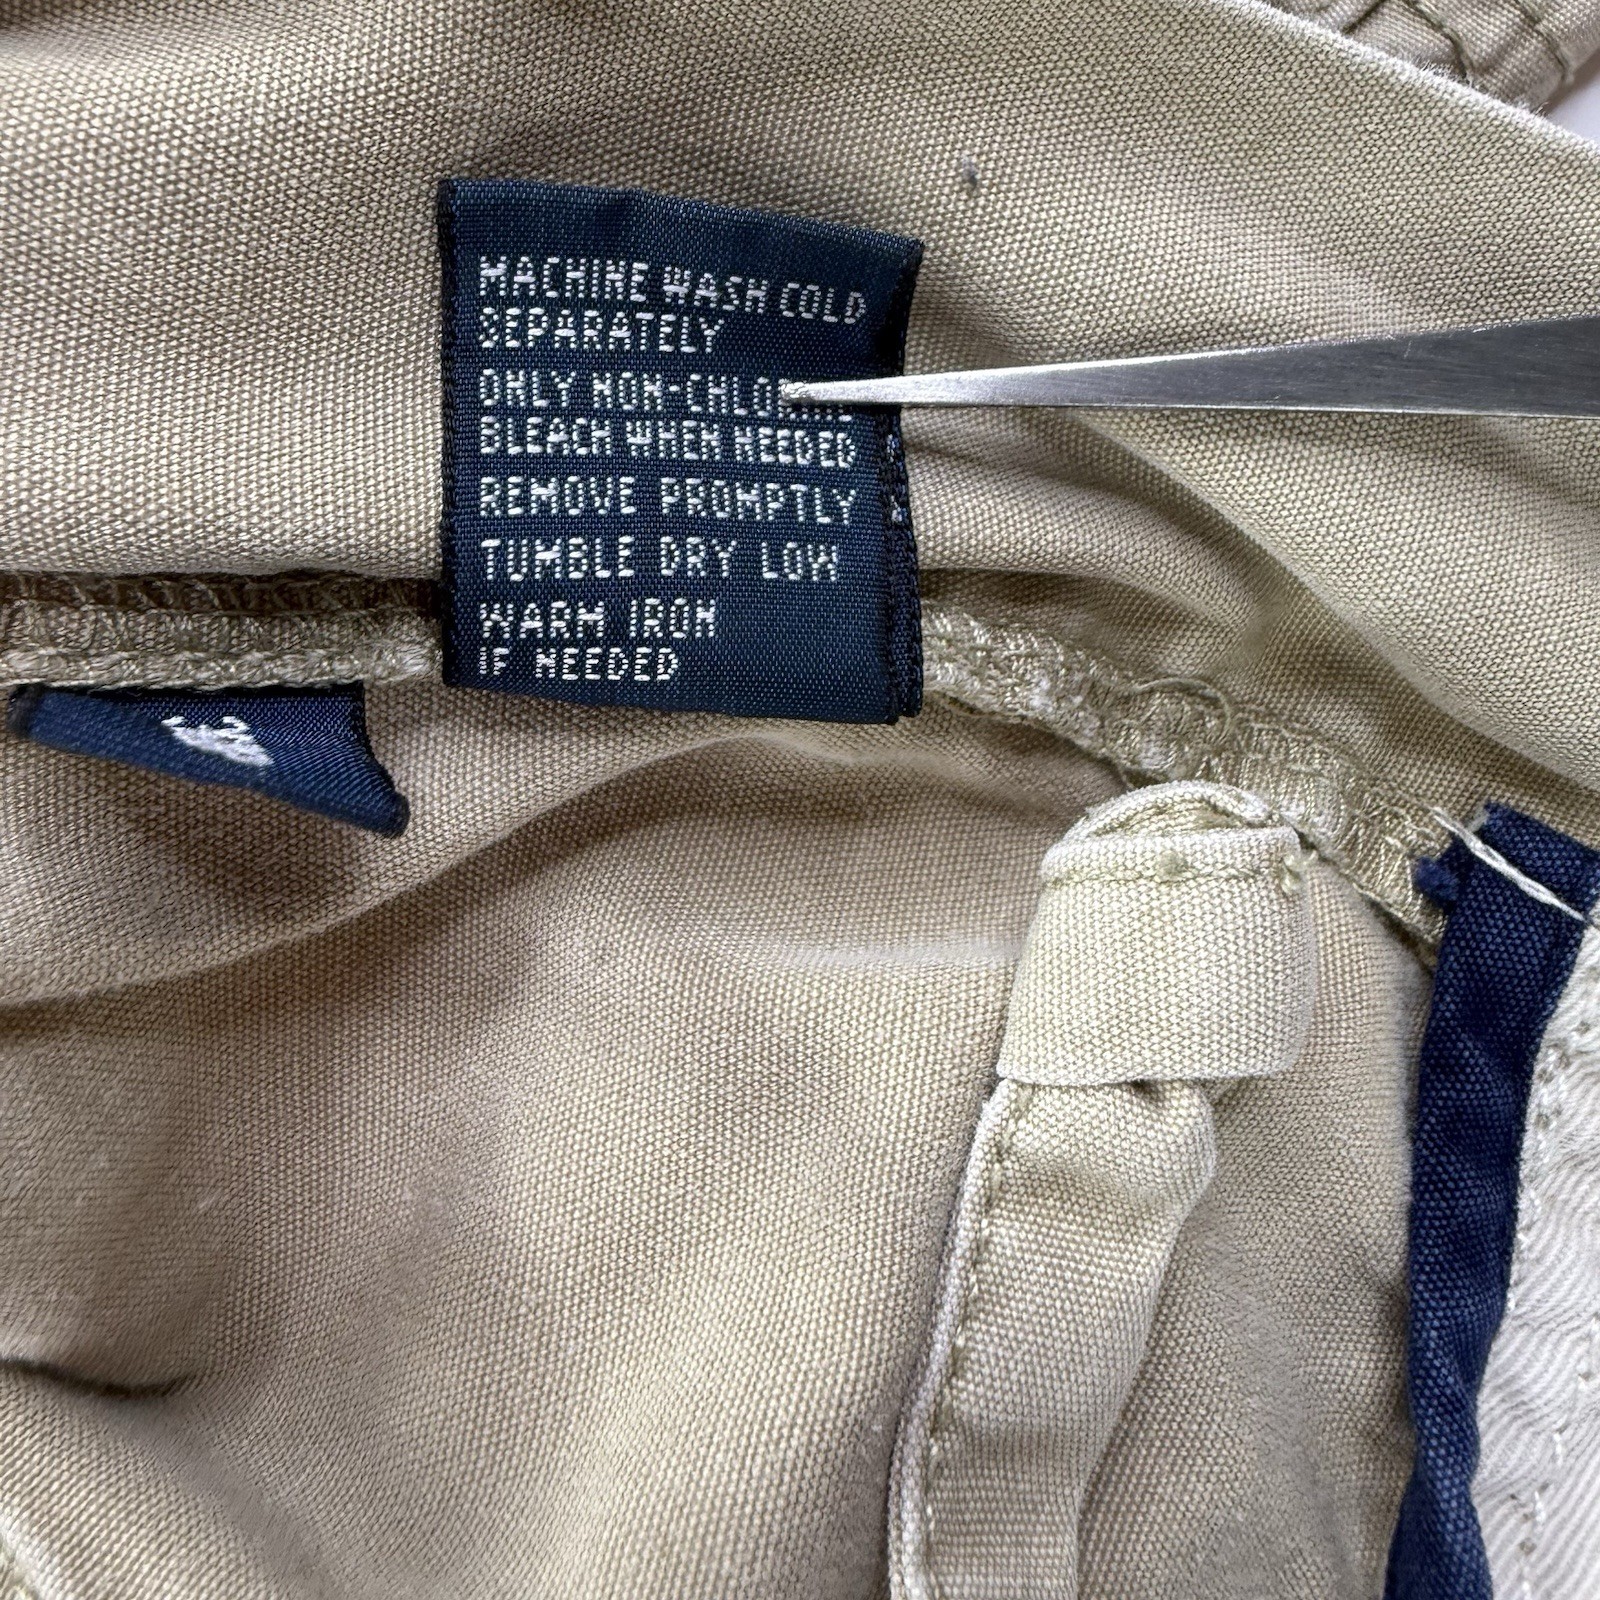 MACHINE WASH COLD
SEPARATELY
ONLY NON-CHLORINE
BLEACH WHEN NEEDED
REMOVE PROMPTLY
TUMBLE DRY LOW
WARM IRON
IF NEEDED